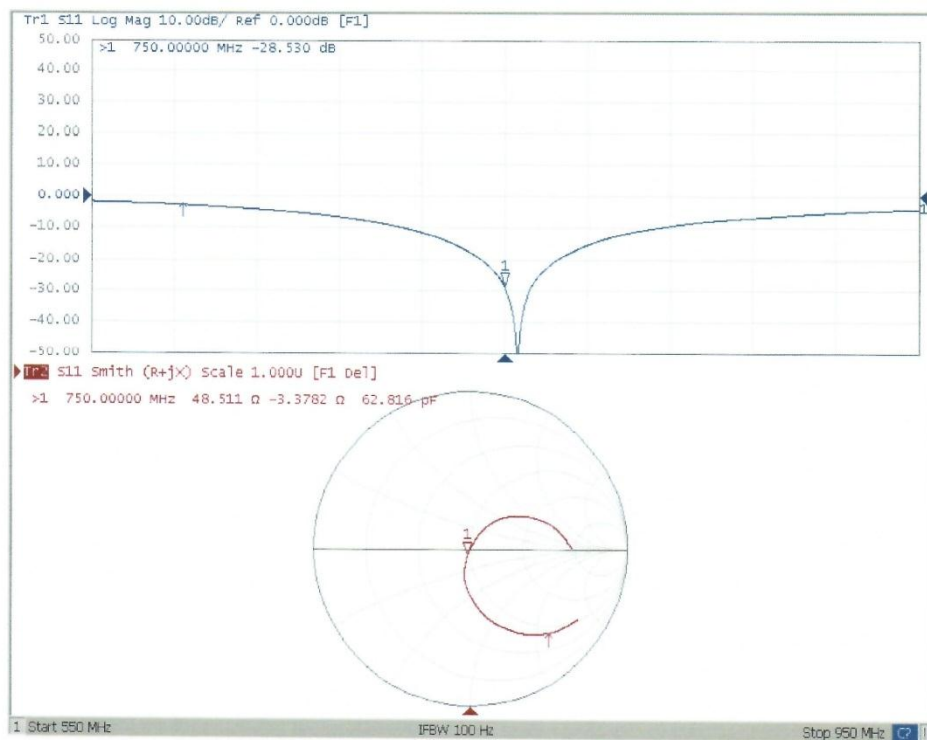 Tr1 S11 Log Mag 10.00dB/ Ref 0.000dB [F1]
50.00
>1 750.00000 MHz -28.530 dB
40.00
30.00
20.00
10.00
0.000
1
-10.00
-20.00
1
-30.00
-40.00
-50.00
Tr2 S11 Smith (R+jX) Scale 1.000U [F1 Del]
>1 750.00000 MHz 48.511 Ω -3.3782 Ω 62.816 pF
1
1 Start 550 MHz
IFBW 100 Hz
Stop 950 MHz C?